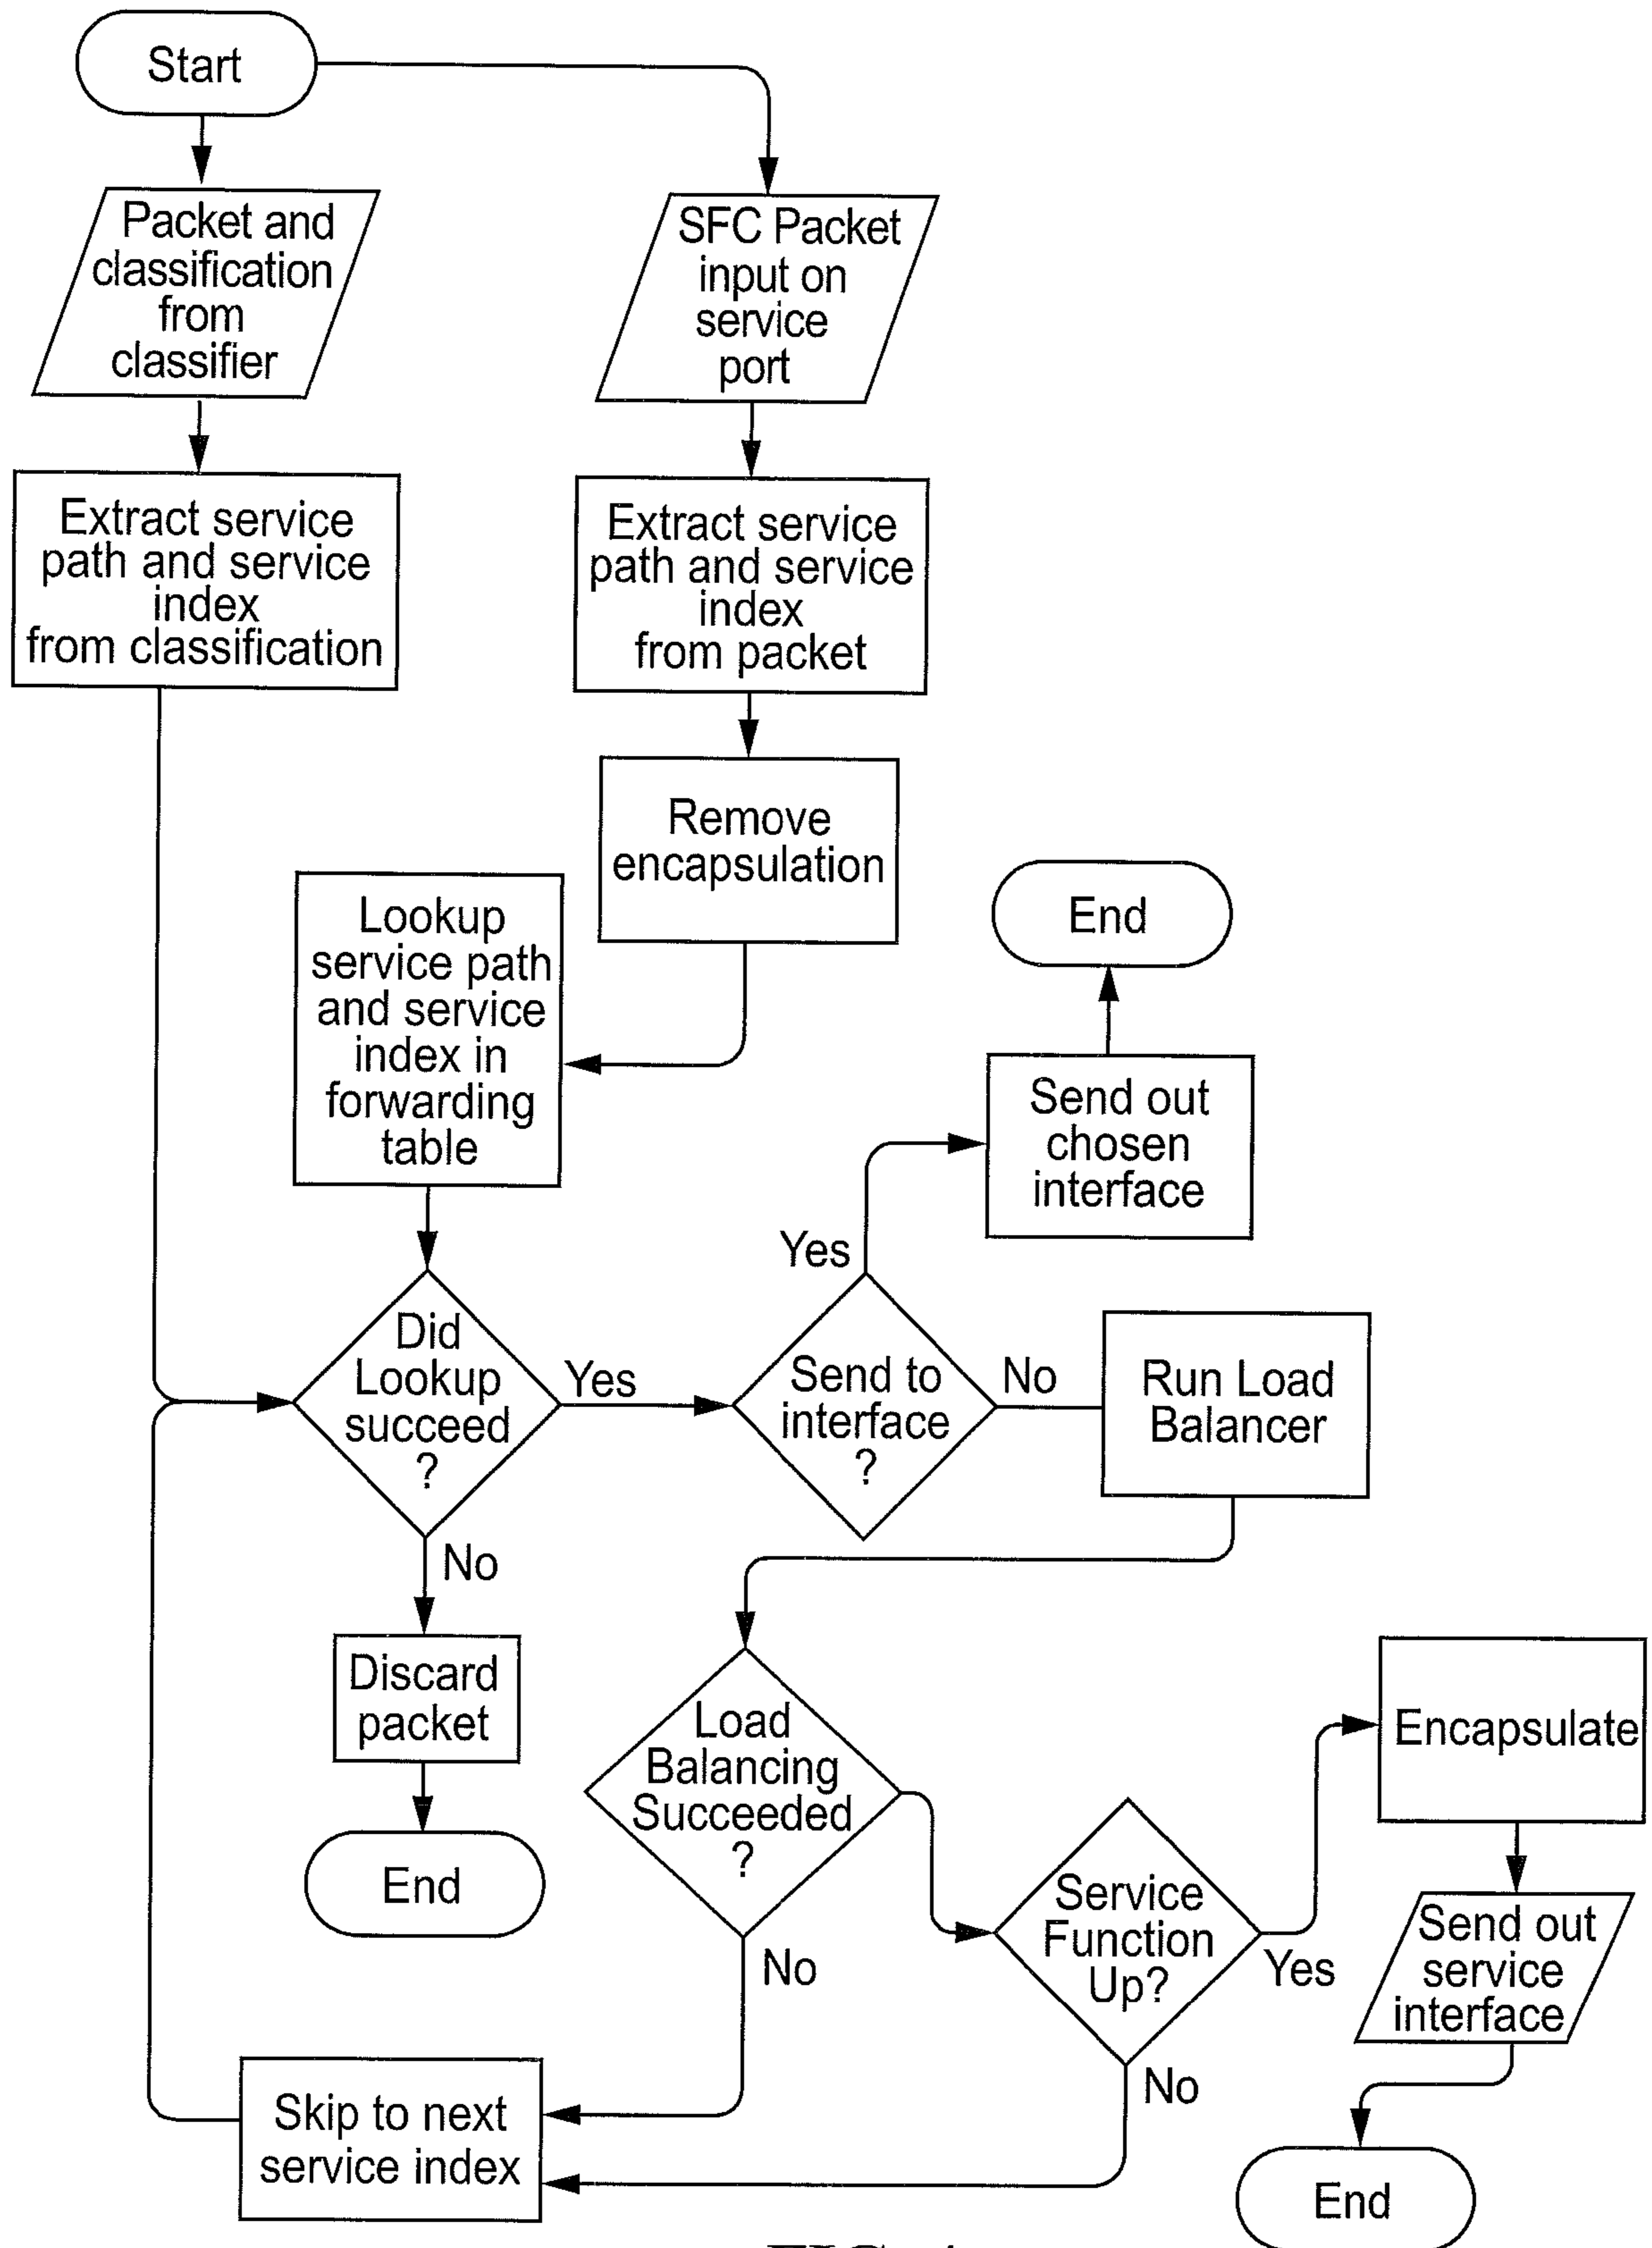 Start
Packet and
classification
from
classifier
SFC Packet
input on
service
port
Extract service
path and service
index
from classification
Extract service
path and service
index
from packet
Remove
encapsulation
Lookup
service path
and service
index in
forwarding
table
End
Send out
chosen
interface
Yes
Did
Lookup
succeed
?
Yes
Send to
interface
?
No
Run Load
Balancer
No
Discard
packet
End
Load
Balancing
Succeeded
?
No
Service
Function
Up?
Yes
No
Encapsulate
Send out
service
interface
Skip to next
service index
End